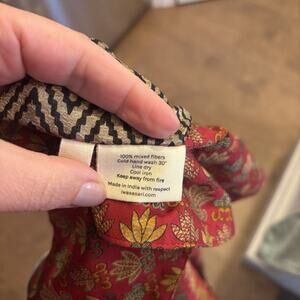 100% mixed fibers
Cold hand wash 30°
Line dry
Cool iron
Keep away from fire
Made in India with respect
iwasasari.com